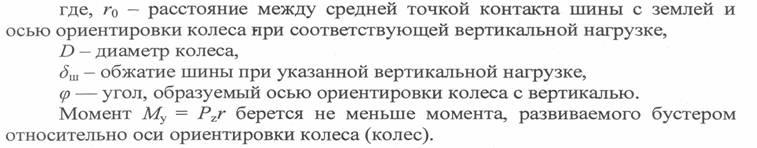 где, r₀ – расстояние между средней точкой контакта шины с землей и
осью ориентировки колеса при соответствующей вертикальной нагрузке,
D – диаметр колеса,
δш – обжатие шины при указанной вертикальной нагрузке,
φ — угол, образуемый осью ориентировки колеса с вертикалью.
Момент Mу = Pzr берется не меньше момента, развиваемого бустером
относительно оси ориентировки колеса (колес).